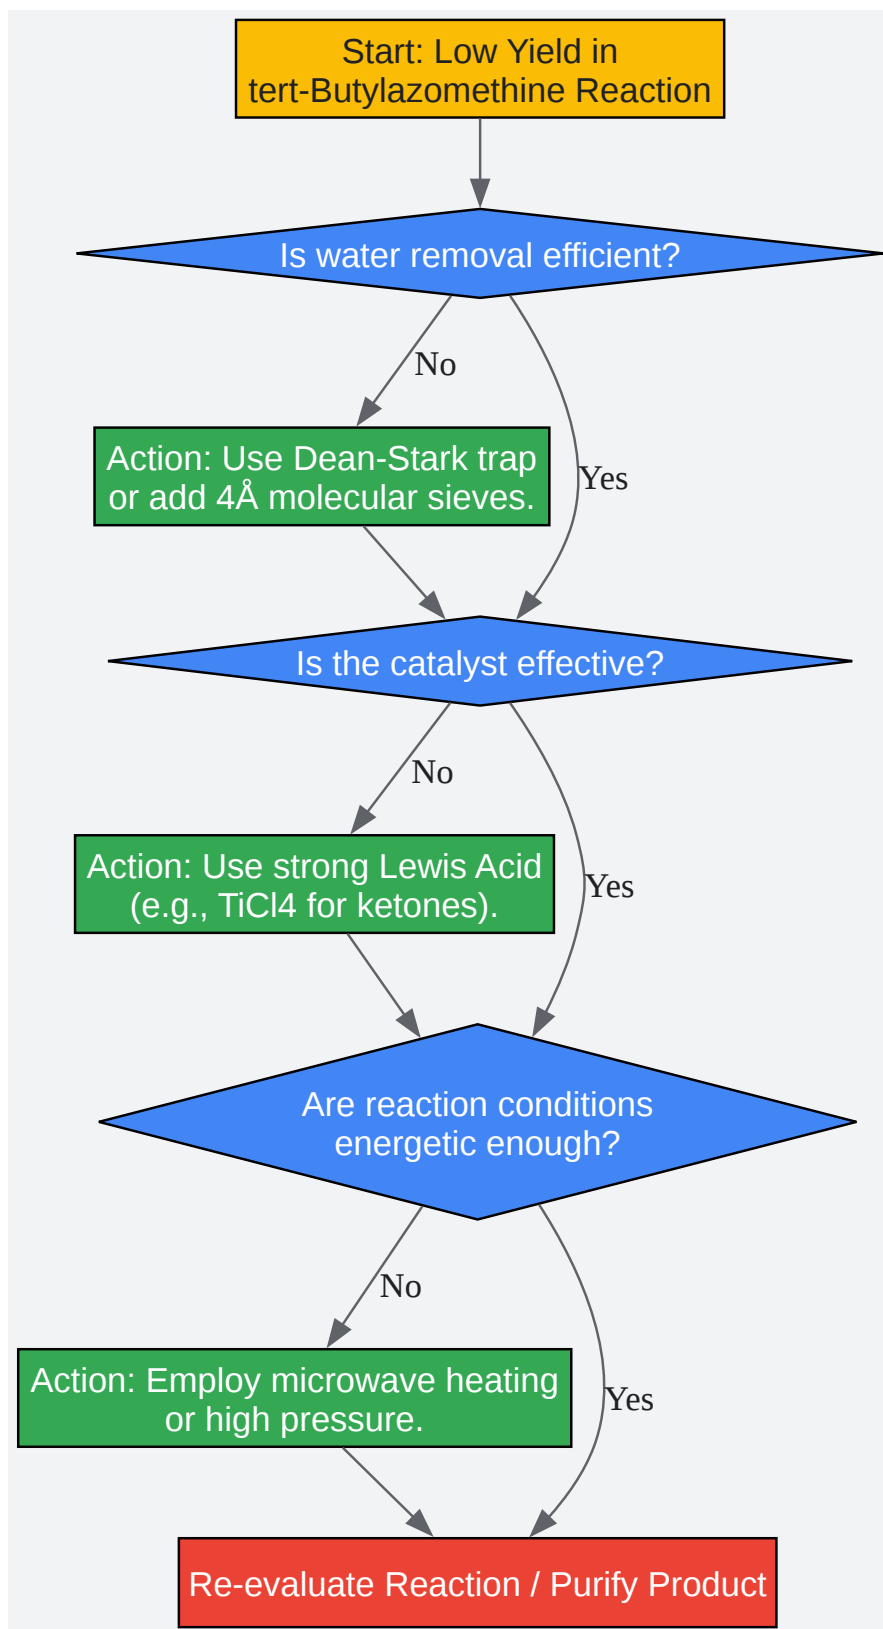 Start: Low Yield in
tert-Butylazomethine Reaction
Is water removal efficient?
No
Action: Use Dean-Stark trap
or add 4Å molecular sieves.
Yes
Is the catalyst effective?
No
Action: Use strong Lewis Acid
(e.g., TiCl4 for ketones).
Yes
Are reaction conditions
energetic enough?
No
Action: Employ microwave heating
or high pressure.
Yes
Re-evaluate Reaction / Purify Product